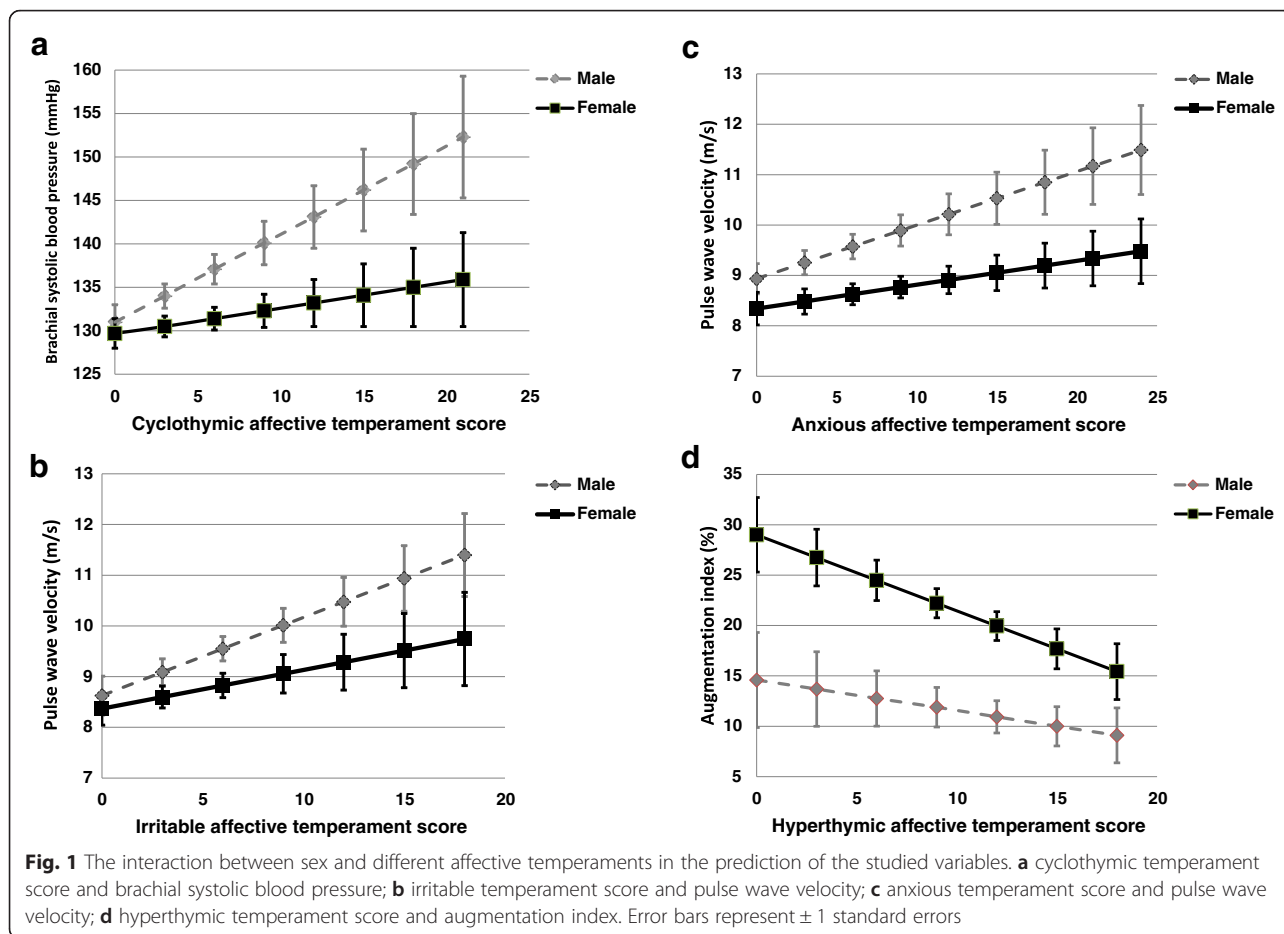 a
Brachial systolic blood pressure (mmHg)
160
155
150
145
140
135
130
125
0 5 10 15 20 25
Cyclothymic affective temperament score
Male
Female
c
Pulse wave velocity (m/s)
13
12
11
10
9
8
7
0 5 10 15 20 25
Anxious affective temperament score
Male
Female
b
Pulse wave velocity (m/s)
13
12
11
10
9
8
7
0 5 10 15 20
Irritable affective temperament score
Male
Female
d
Augmentation index (%)
35
30
25
20
15
10
5
0 5 10 15 20
Hyperthymic affective temperament score
Male
Female
Fig. 1 The interaction between sex and different affective temperaments in the prediction of the studied variables. a cyclothymic temperament
score and brachial systolic blood pressure; b irritable temperament score and pulse wave velocity; c anxious temperament score and pulse wave
velocity; d hyperthymic temperament score and augmentation index. Error bars represent ± 1 standard errors